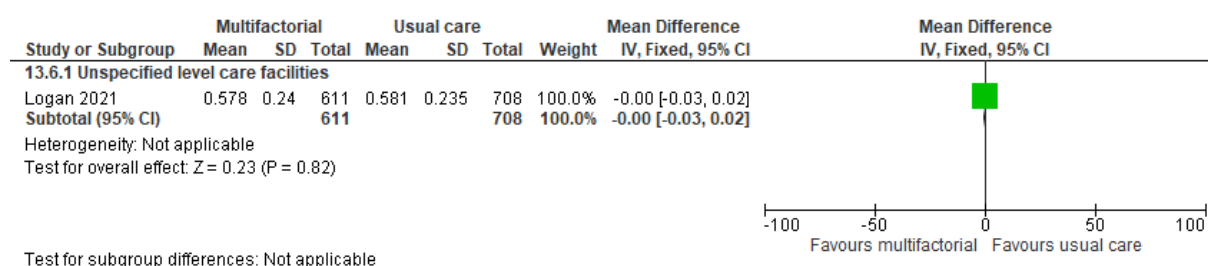 Multifactorial Usual care Mean Difference Mean Difference
Study or Subgroup Mean SD Total Mean SD Total Weight IV, Fixed, 95% CI IV, Fixed, 95% CI
13.6.1 Unspecified level care facilities
Logan 2021 0.578 0.24 611 0.581 0.235 708 100.0% -0.00 [-0.03, 0.02]
Subtotal (95% CI) 611 708 100.0% -0.00 [-0.03, 0.02]
Heterogeneity: Not applicable
Test for overall effect: Z = 0.23 (P = 0.82)
-100 -50 0 50 100
Favours multifactorial Favours usual care
Test for subgroup differences: Not applicable